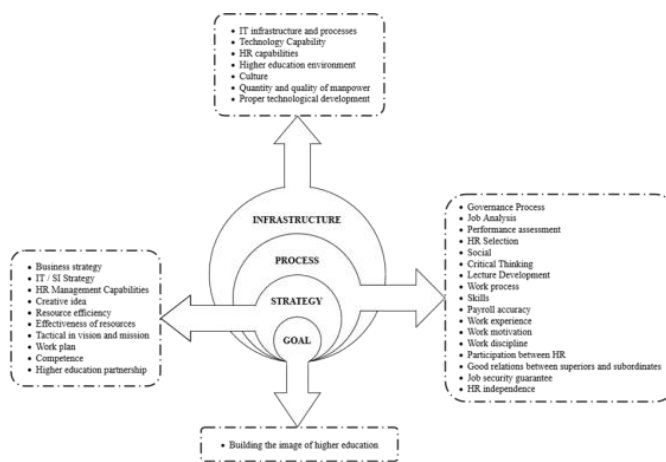 • IT infrastructure and processes
• Technology Capability
• HR capabilities
• Higher education environment
• Culture
• Quantity and quality of manpower
• Proper technological development
INFRASTRUCTURE
PROCESS
STRATEGY
GOAL
• Business strategy
• IT / SI Strategy
• HR Management Capabilities
• Creative idea
• Resource efficiency
• Effectiveness of resources
• Tactical in vision and mission
• Work plan
• Competence
• Higher education partnership
• Governance Process
• Job Analysis
• Performance assessment
• HR Selection
• Social
• Critical Thinking
• Lecture Development
• Work process
• Skills
• Payroll accuracy
• Work experience
• Work motivation
• Work discipline
• Participation between HR
• Good relations between superiors and subordinates
• Job security guarantee
• HR independence
• Building the image of higher education